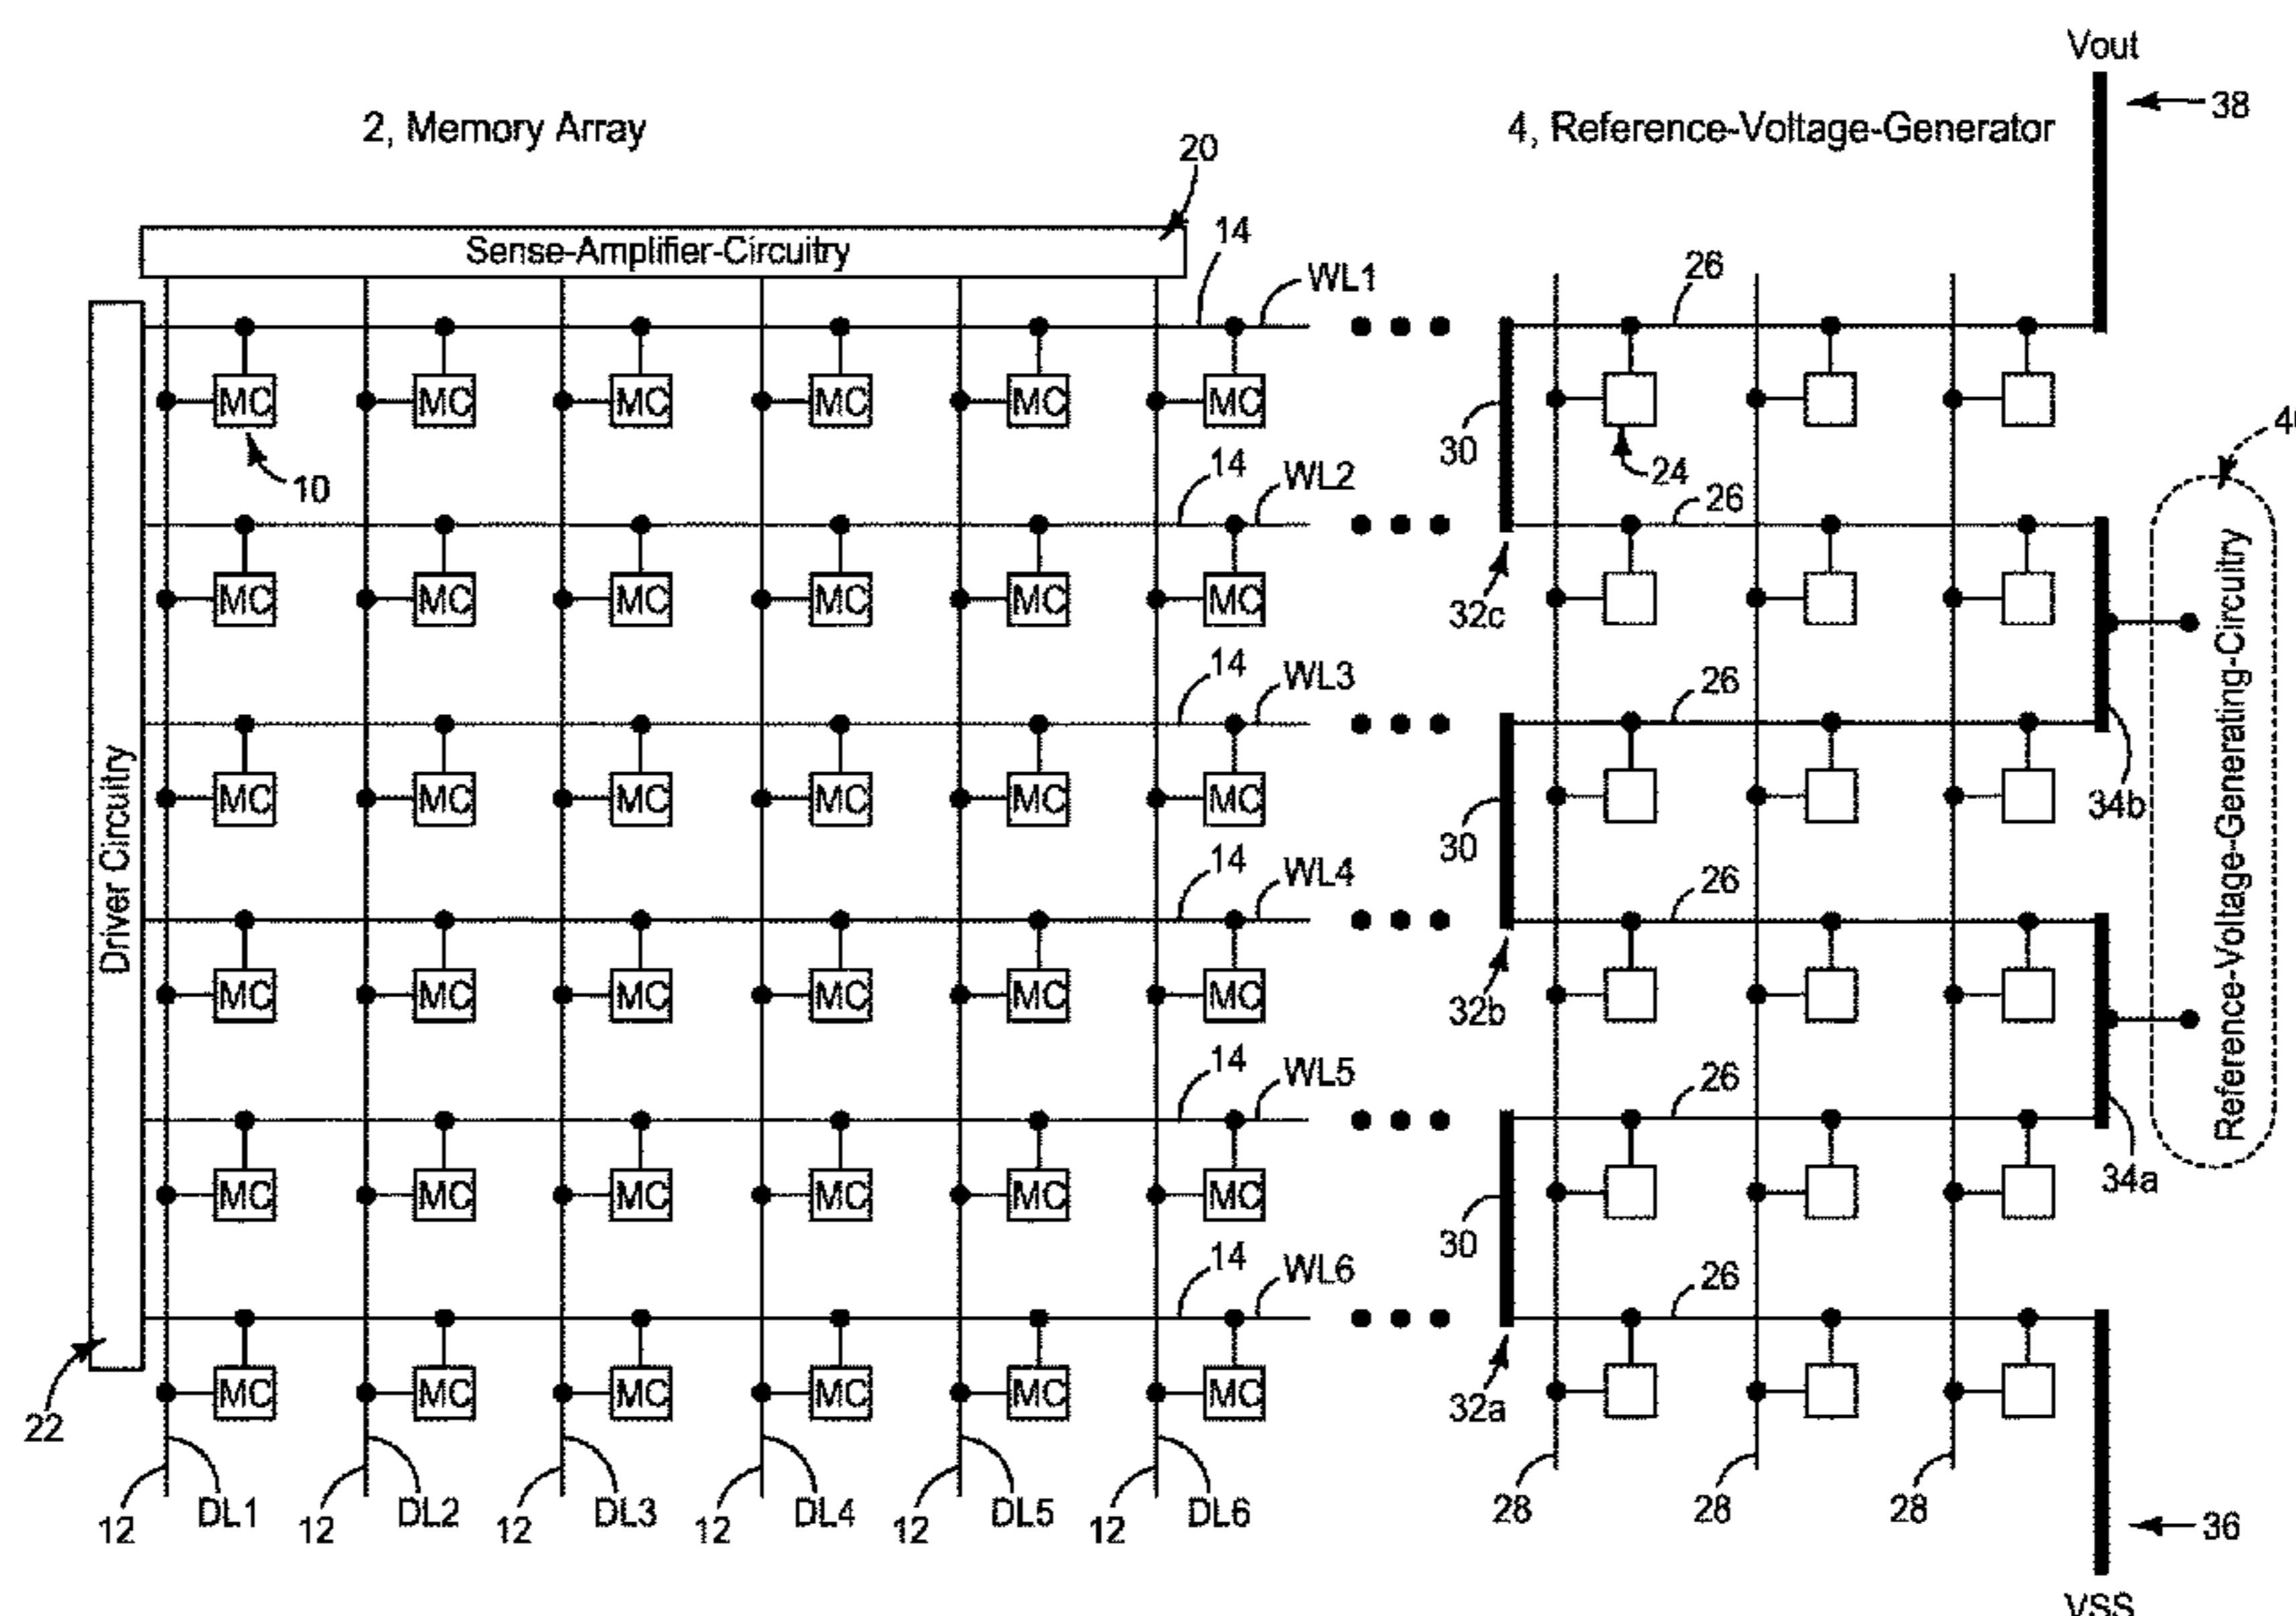 Vout
38
2, Memory Array
4, Reference-Voltage-Generator
20
14
Sense-Amplifier-Circuitry
WL1
26
MC MC MC MC MC MC
30
24
10
14
WL2
26
MC MC MC MC MC MC
32c
14
WL3
26
MC MC MC MC MC MC
30
34b
Driver Circuitry
Reference-Voltage-Generating-Circuitry
14
WL4
26
MC MC MC MC MC MC
32b
14
WL5
26
MC MC MC MC MC MC
30
34a
14
WL6
26
MC MC MC MC MC MC
32a
22
12 DL1 12 DL2 12 DL3 12 DL4 12 DL5 12 DL6
28 28 28
36
VSS